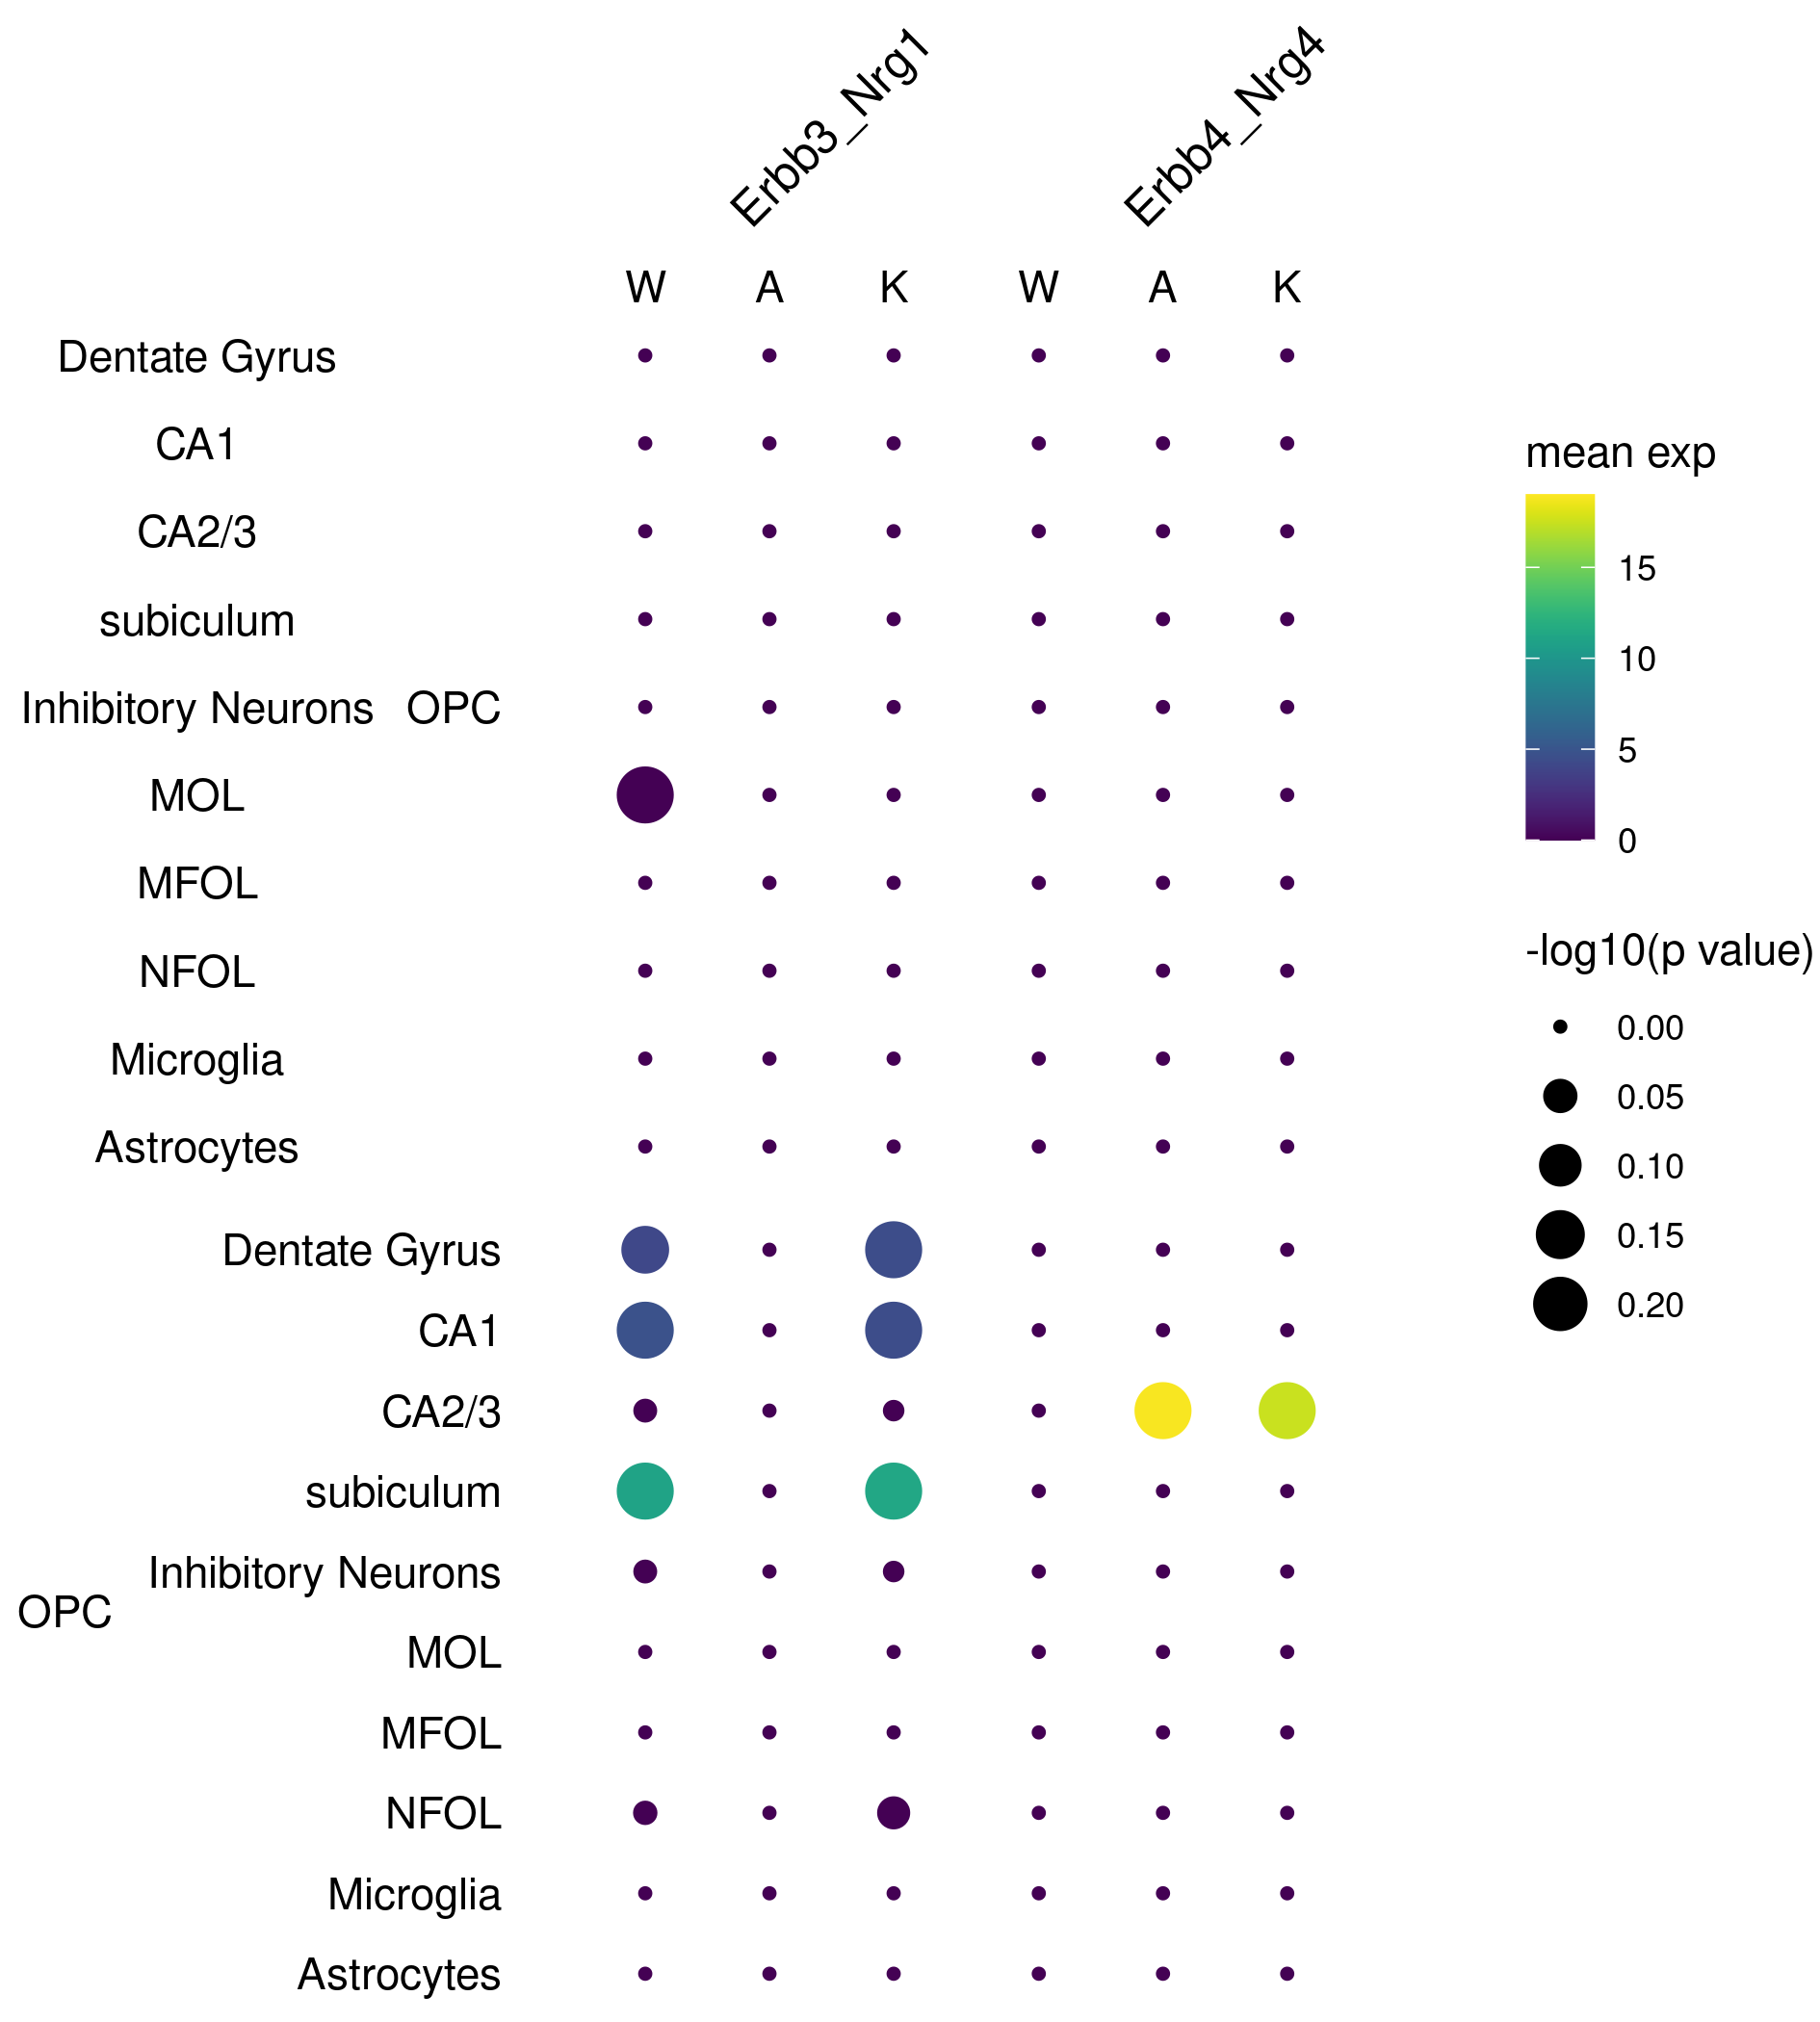 Erbb3_Nrg1 Erbb4_Nrg4
W A K W A K
Dentate Gyrus
CA1
CA2/3
subiculum
Inhibitory Neurons OPC
MOL
MFOL
NFOL
Microglia
Astrocytes
Dentate Gyrus
CA1
CA2/3
subiculum
Inhibitory Neurons
OPC
MOL
MFOL
NFOL
Microglia
Astrocytes
mean exp
15
10
5
0
-log10(p value)
0.00
0.05
0.10
0.15
0.20